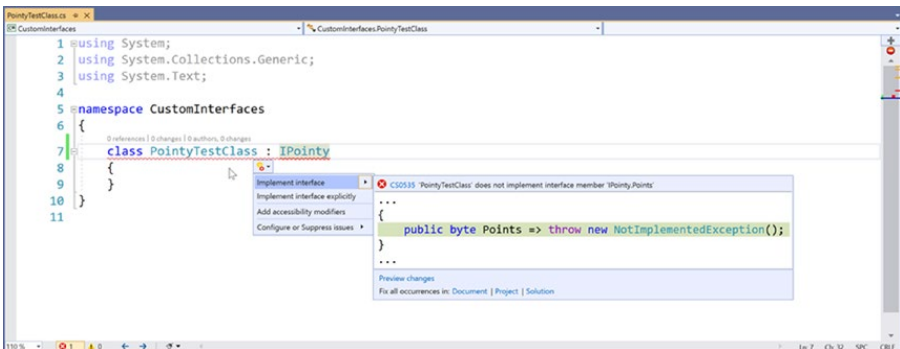 PointyTestClass.cs
CustomInterfaces
CustomInterfaces.PointyTestClass
1 using System;
2 using System.Collections.Generic;
3 using System.Text;
4
5 namespace CustomInterfaces
6 {
0 references | 0 changes | 0 authors, 0 changes
7 class PointyTestClass : IPointy
8 {
9 }
10 }
11
Implement interface
Implement interface explicitly
Add accessibility modifiers
Configure or Suppress issues
CS0535 'PointyTestClass' does not implement interface member 'IPointy.Points'
...
{
public byte Points => throw new NotImplementedException();
}
...
Preview changes
Fix all occurrences in: Document | Project | Solution
110 % 1 0 Ln: 7 Ch: 32 SPC CRLF